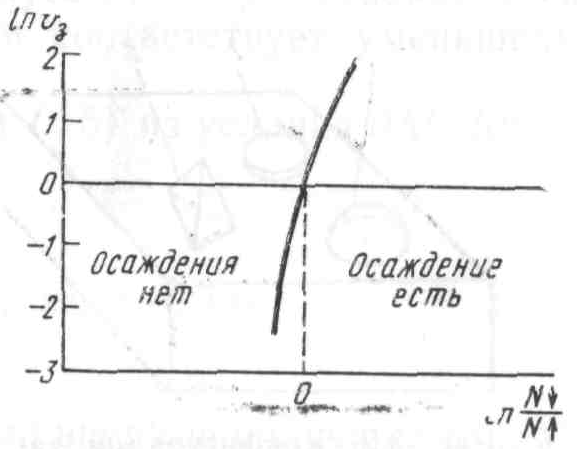 ln v₃
2
1
0
-1
-2
-3
Осаждения
нет
Осаждение
есть
0
ln N↓/N↑